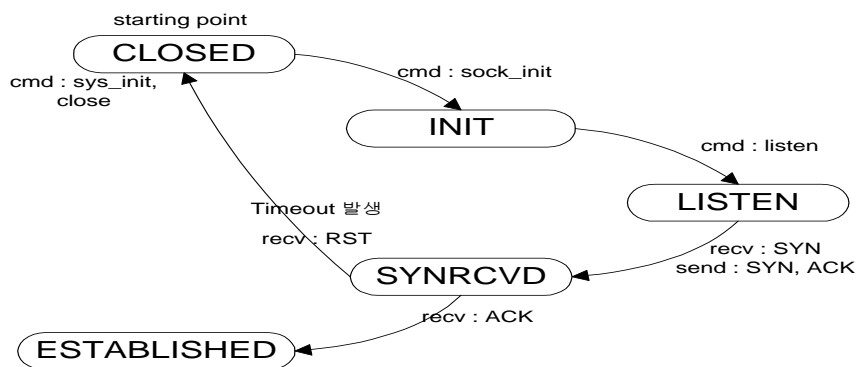 starting point
CLOSED
cmd : sys_init,
close
cmd : sock_init
INIT
cmd : listen
LISTEN
Timeout 발생
recv : RST
recv : SYN
send : SYN, ACK
SYNRCVD
recv : ACK
ESTABLISHED